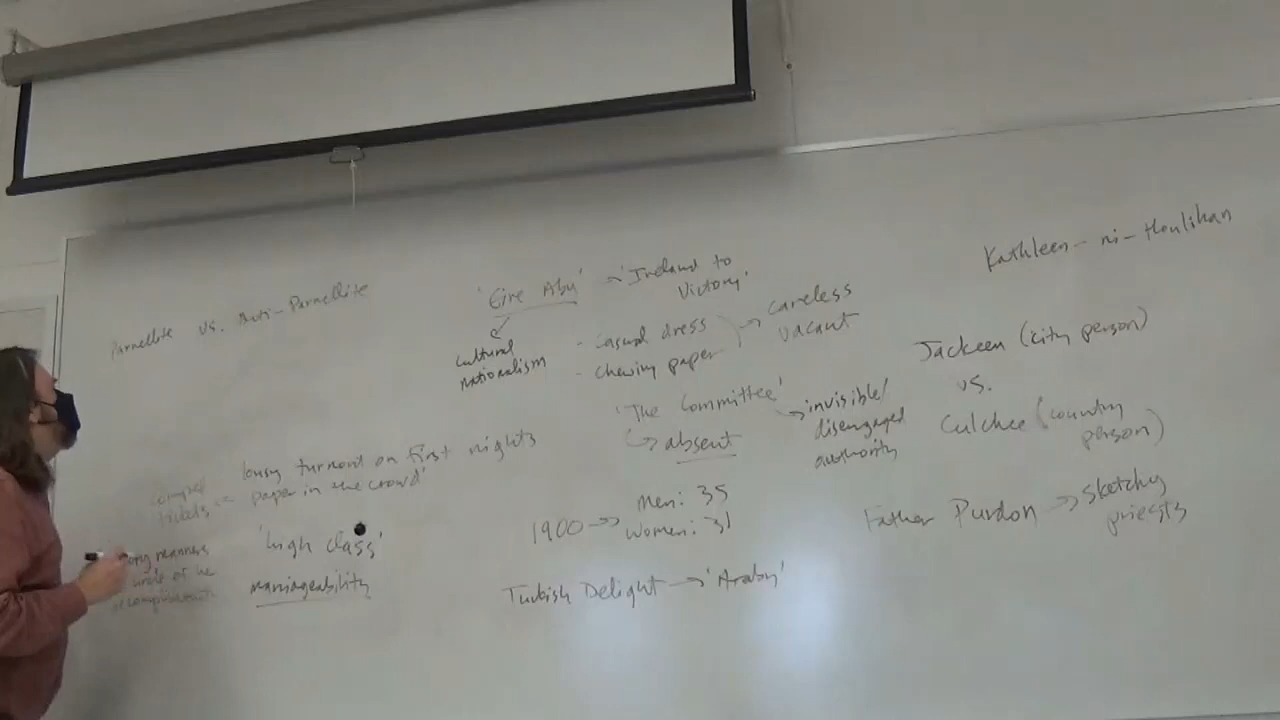 Parnellite vs. Anti-Parnellite
'Eire Abu' → 'Ireland to
Victory'
cultural
nationalism
- casual dress
- chewing paper
→ careless
vacant
'The Committee'
↳ absent
→ invisible/
disengaged
authority
lousy turnout on first nights
tickets = paper in the crowd'
'high class'
manners
marriageability
1900 → Men: 35
Women: 31
Turkish Delight → 'Araby'
Kathleen-ni-Houlihan
Jackeen (city person)
vs.
Culchee (country
person)
Father Purdon → Sketchy
priests